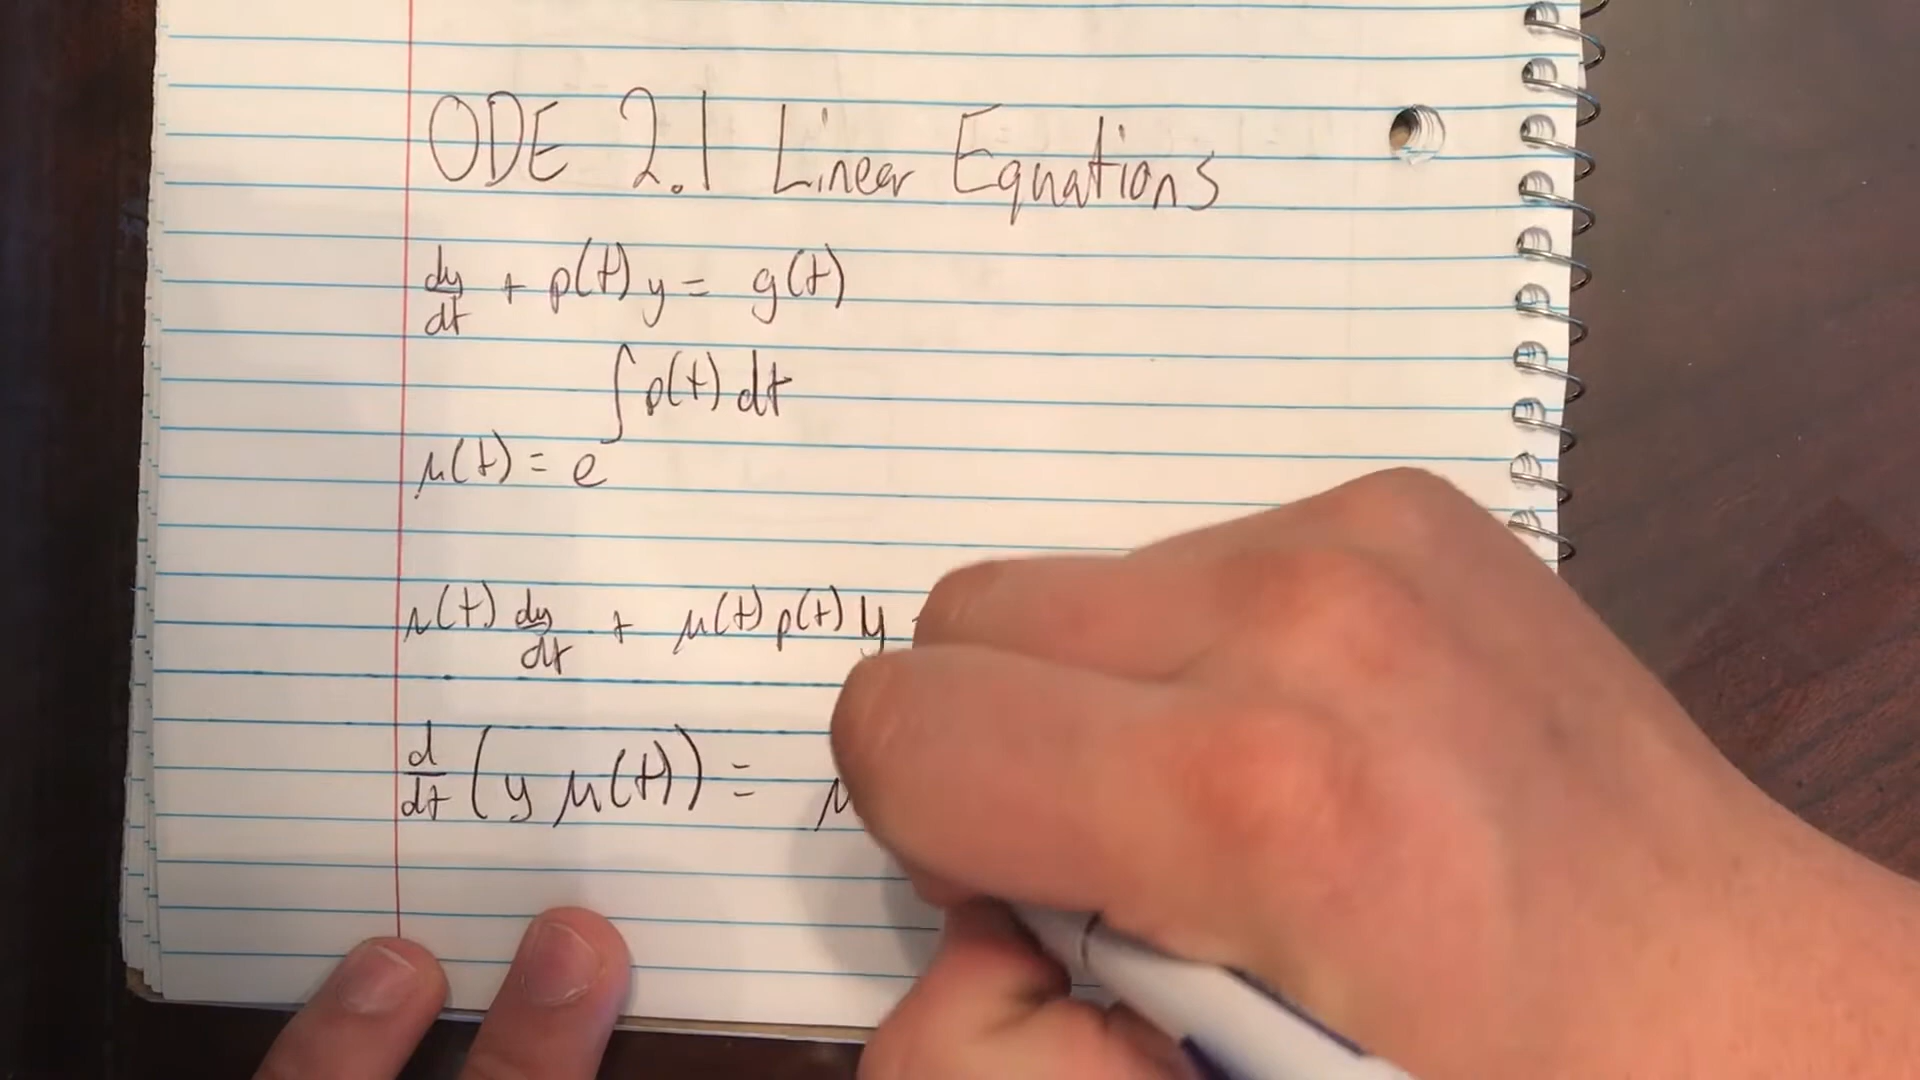 ODE 2.1 Linear Equations
dy/dt + p(t) y = g(t)
μ(t) = e^∫p(t) dt
μ(t) dy/dt + μ(t) p(t) y
d/dt (y μ(t)) = μ